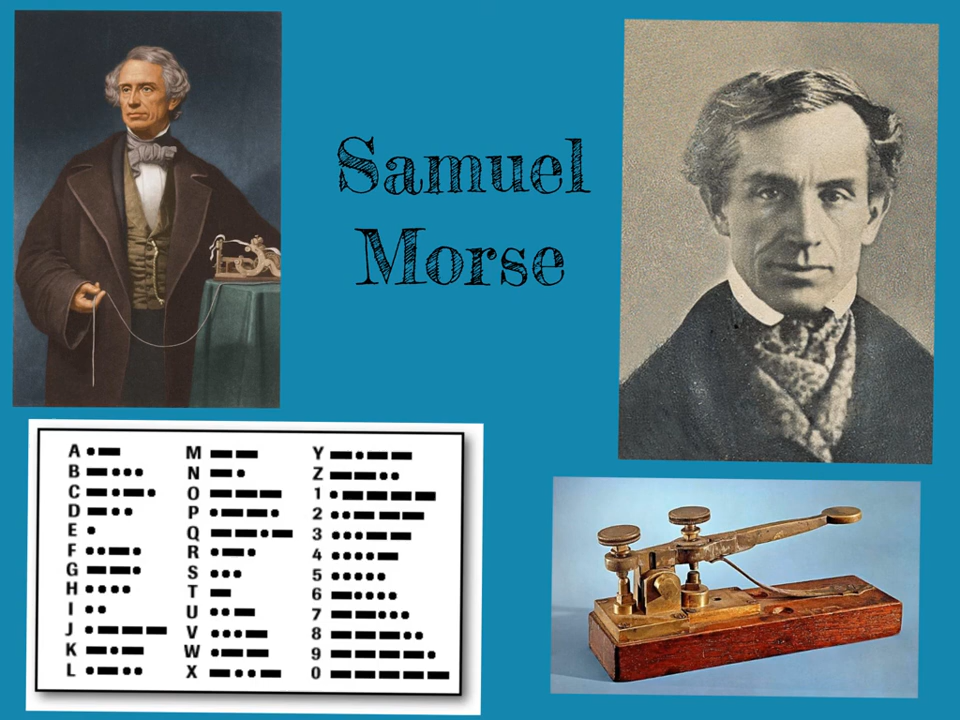 Samuel
Morse
A •– M –– Y –•––
B –••• N –• Z ––••
C –•–• O ––– 1 •––––
D –•• P •––• 2 ••–––
E • Q ––•– 3 •••––
F ••–• R •–• 4 ••••–
G ––• S ••• 5 •••••
H •••• T – 6 –••••
I •• U ••– 7 ––•••
J •––– V •••– 8 –––••
K –•– W •–– 9 ––––•
L •–•• X –••– 0 –––––